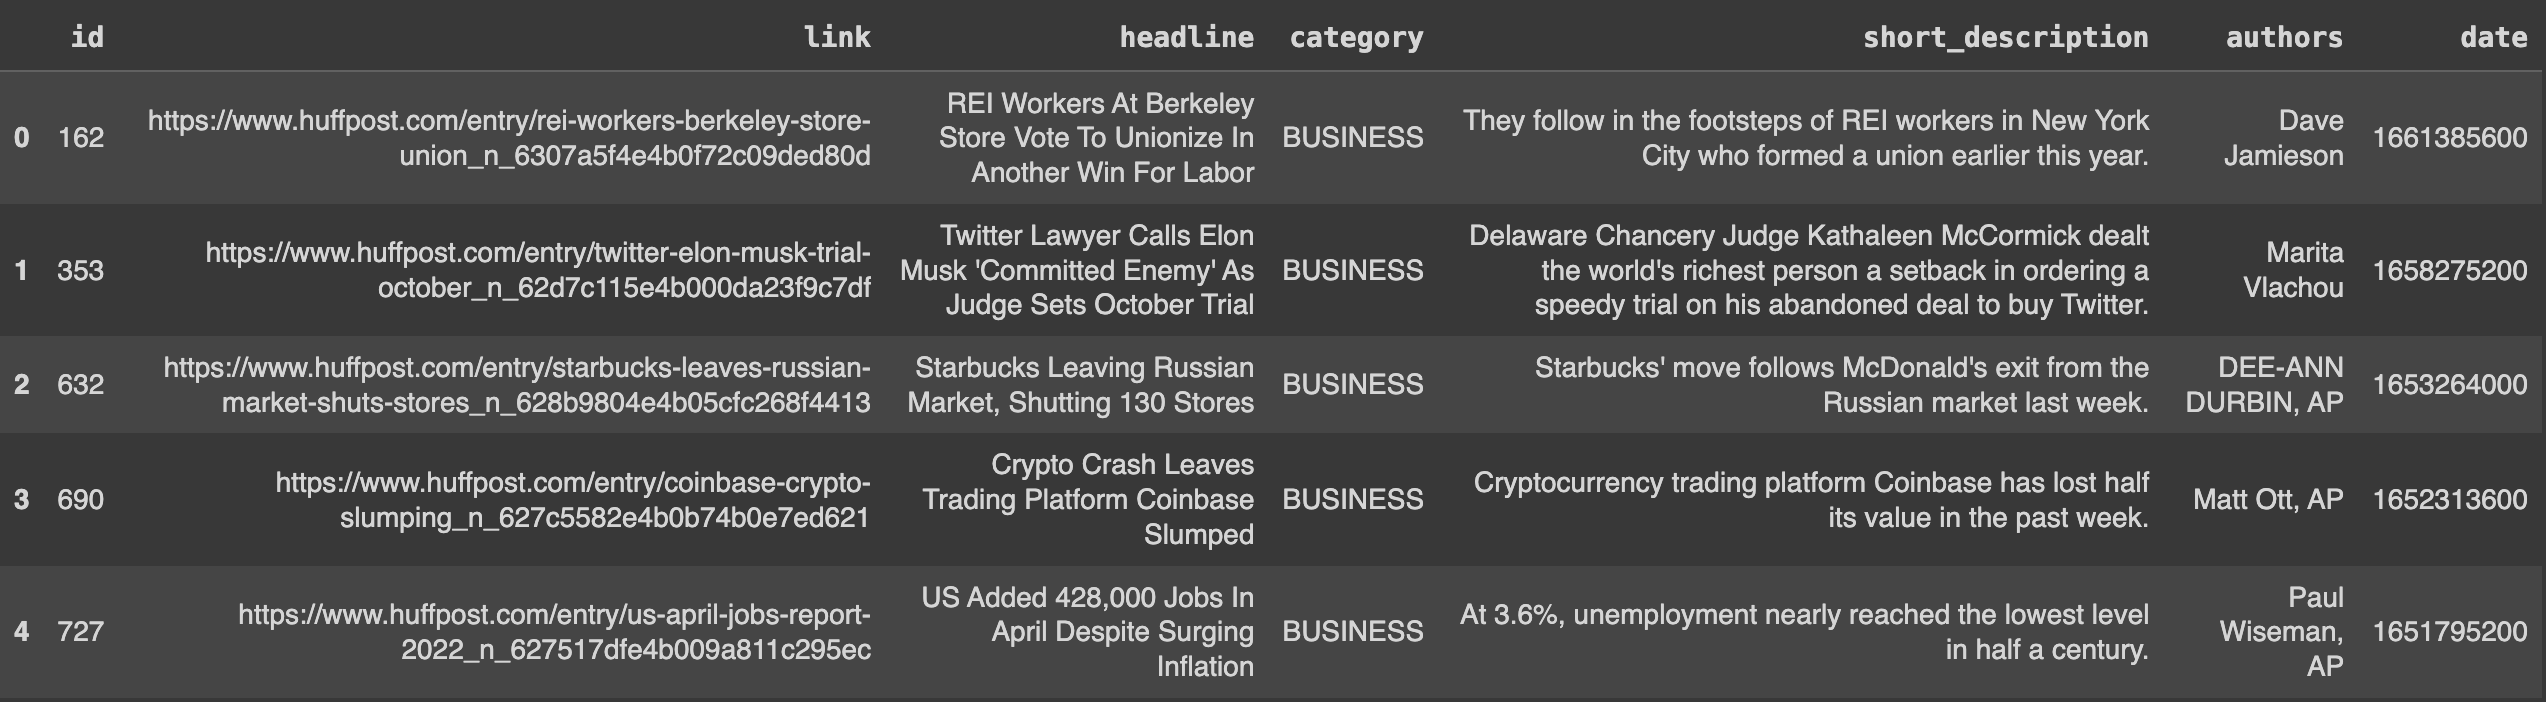 id link headline category short_description authors date
0 162 https://www.huffpost.com/entry/rei-workers-berkeley-store-
union_n_6307a5f4e4b0f72c09ded80d
REI Workers At Berkeley
Store Vote To Unionize In
Another Win For Labor
BUSINESS
They follow in the footsteps of REI workers in New York
City who formed a union earlier this year.
Dave
Jamieson
1661385600
1 353 https://www.huffpost.com/entry/twitter-elon-musk-trial-
october_n_62d7c115e4b000da23f9c7df
Twitter Lawyer Calls Elon
Musk 'Committed Enemy' As
Judge Sets October Trial
BUSINESS
Delaware Chancery Judge Kathaleen McCormick dealt
the world's richest person a setback in ordering a
speedy trial on his abandoned deal to buy Twitter.
Marita
Vlachou
1658275200
2 632 https://www.huffpost.com/entry/starbucks-leaves-russian-
market-shuts-stores_n_628b9804e4b05cfc268f4413
Starbucks Leaving Russian
Market, Shutting 130 Stores
BUSINESS
Starbucks' move follows McDonald's exit from the
Russian market last week.
DEE-ANN
DURBIN, AP
1653264000
3 690 https://www.huffpost.com/entry/coinbase-crypto-
slumping_n_627c5582e4b0b74b0e7ed621
Crypto Crash Leaves
Trading Platform Coinbase
Slumped
BUSINESS
Cryptocurrency trading platform Coinbase has lost half
its value in the past week.
Matt Ott, AP
1652313600
4 727 https://www.huffpost.com/entry/us-april-jobs-report-
2022_n_627517dfe4b009a811c295ec
US Added 428,000 Jobs In
April Despite Surging
Inflation
BUSINESS
At 3.6%, unemployment nearly reached the lowest level
in half a century.
Paul
Wiseman,
AP
1651795200